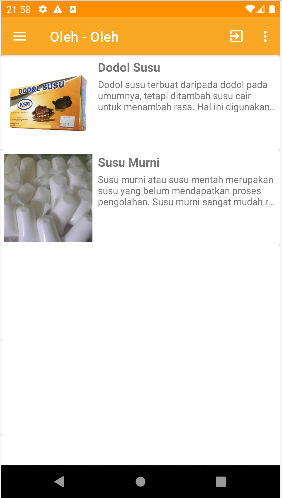 21.58
Oleh - Oleh
Dodol Susu
Dodol susu terbuat daripada dodol pada
umumnya, tetapi ditambah susu cair
untuk menambah rasa. Hal ini digunakan...
DODOL SUSU
KSM
Susu Murni
Susu murni atau susu mentah merupakan
susu yang belum mendapatkan proses
pengolahan. Susu murni sangat mudah r...